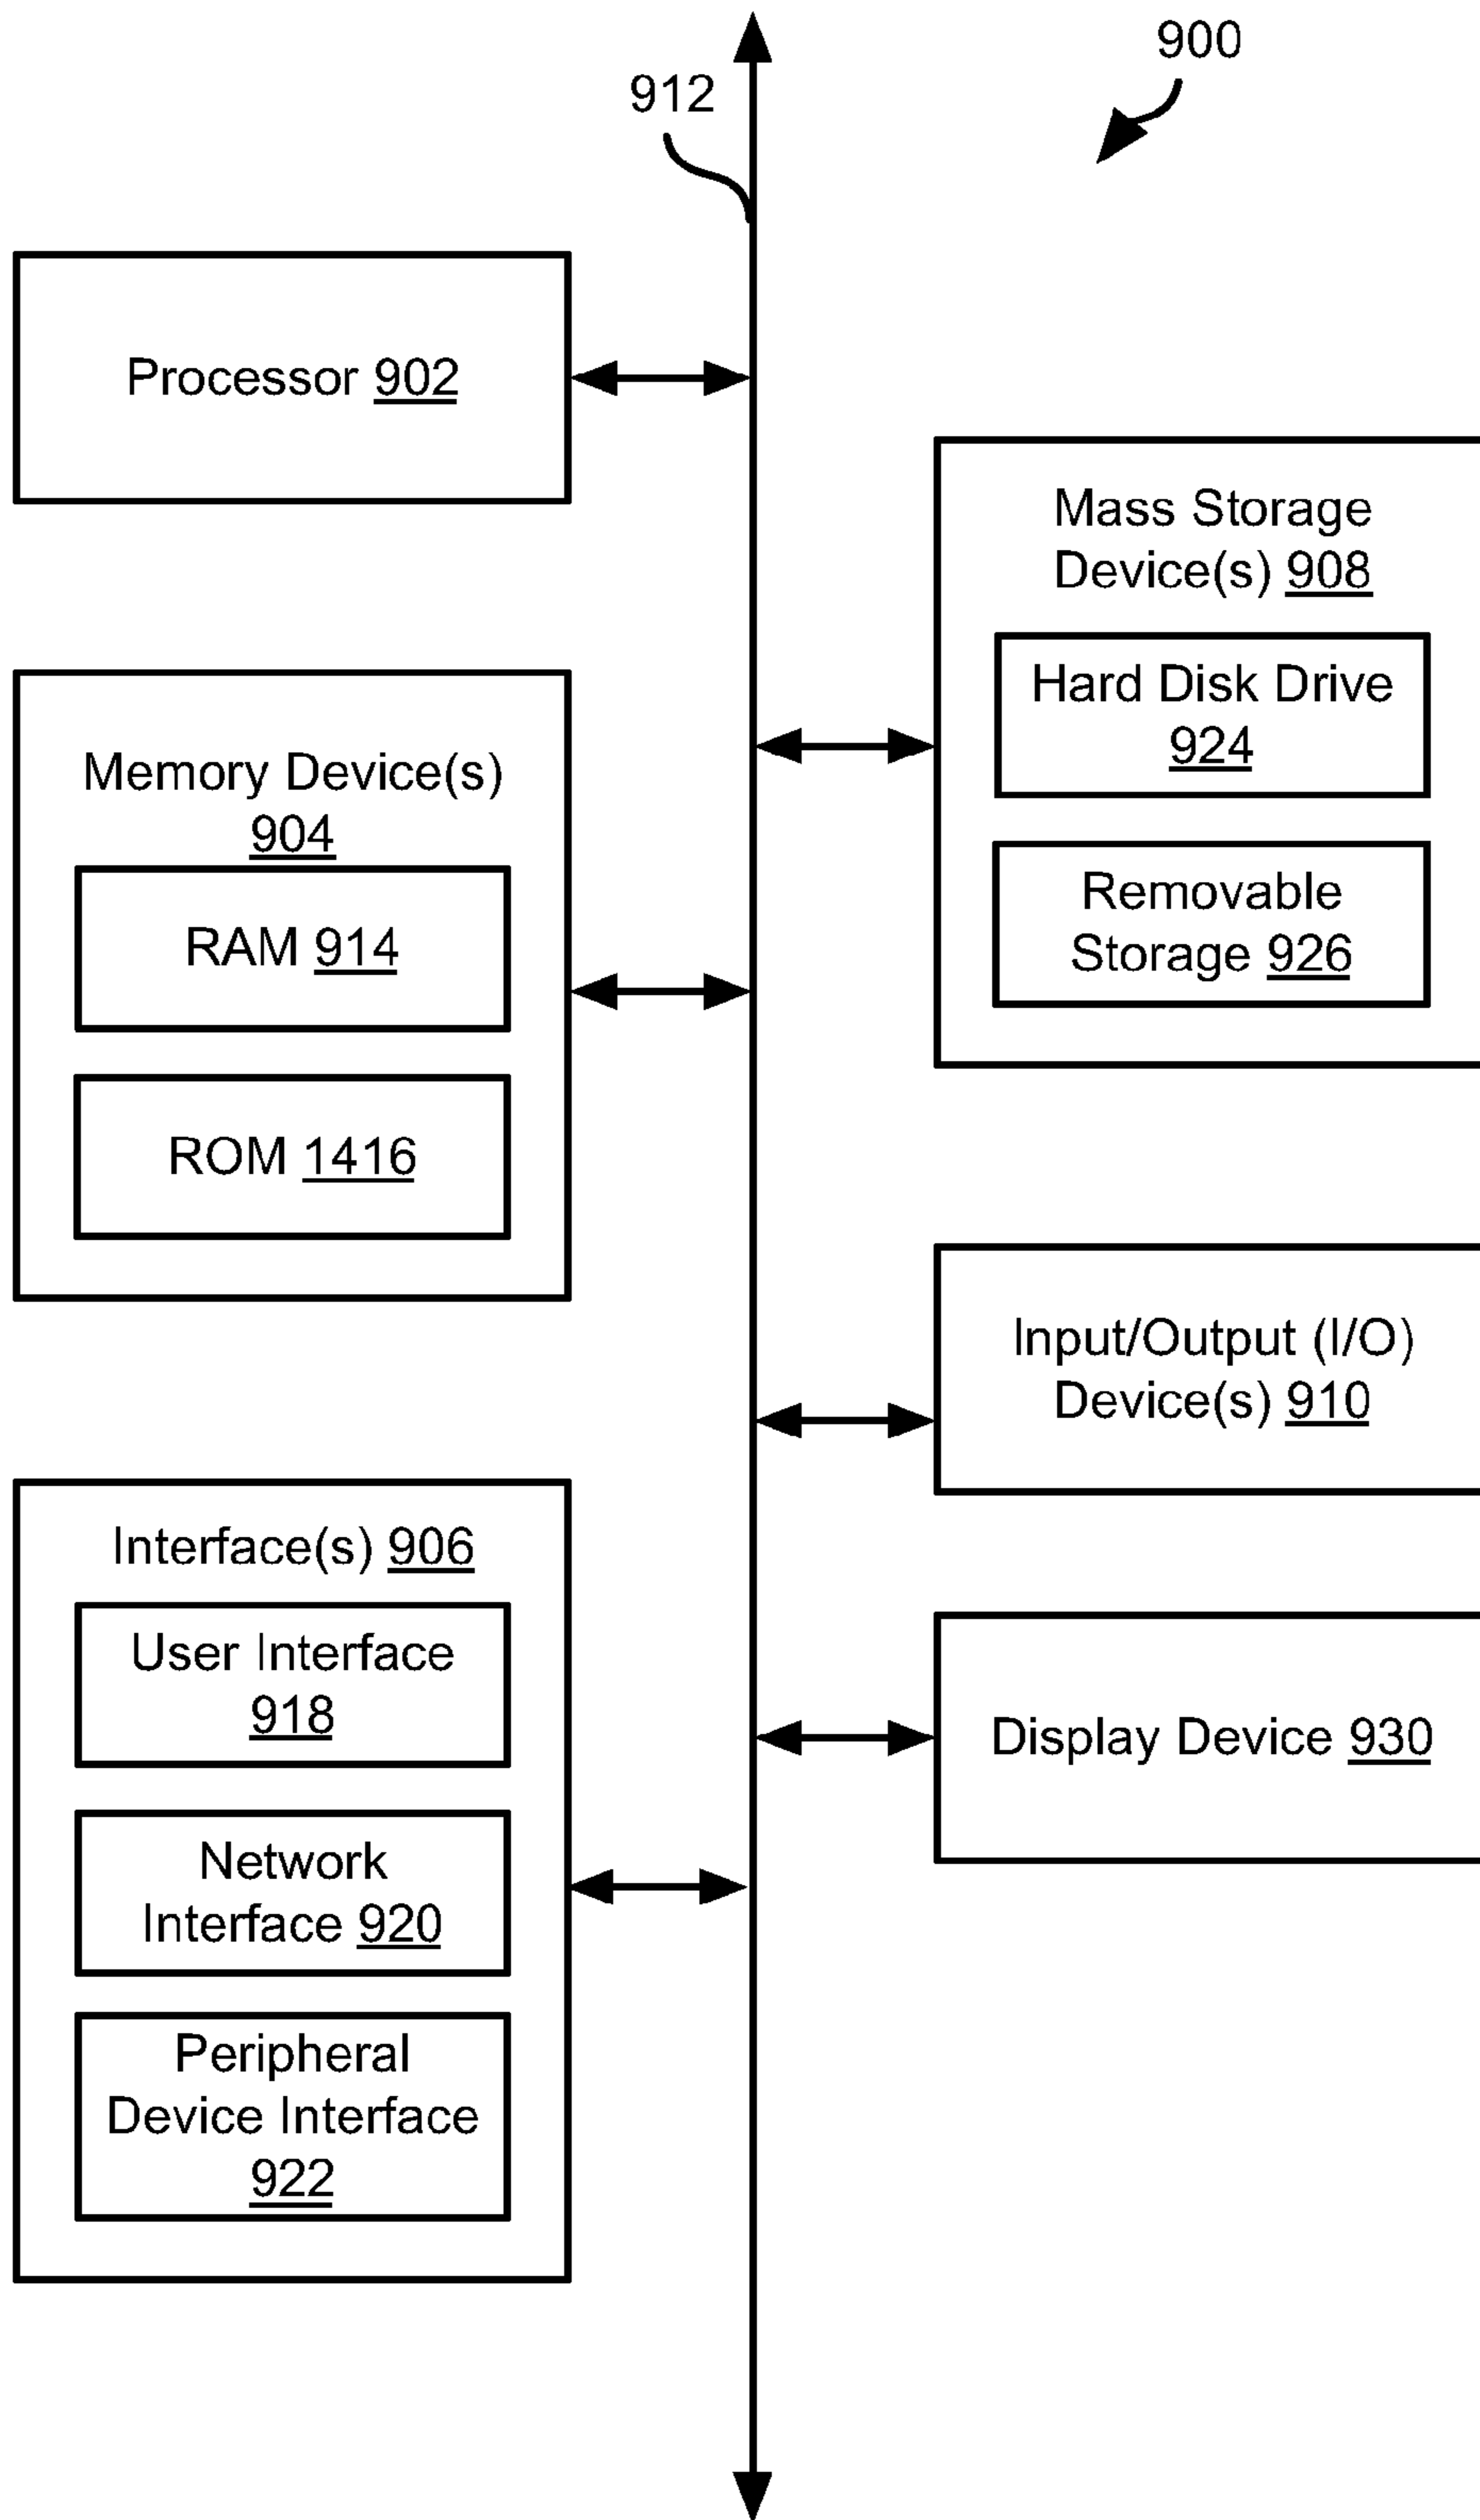 900
912
Processor 902
Mass Storage
Device(s) 908
Hard Disk Drive
924
Removable
Storage 926
Memory Device(s)
904
RAM 914
ROM 1416
Input/Output (I/O)
Device(s) 910
Interface(s) 906
User Interface
918
Network
Interface 920
Peripheral
Device Interface
922
Display Device 930